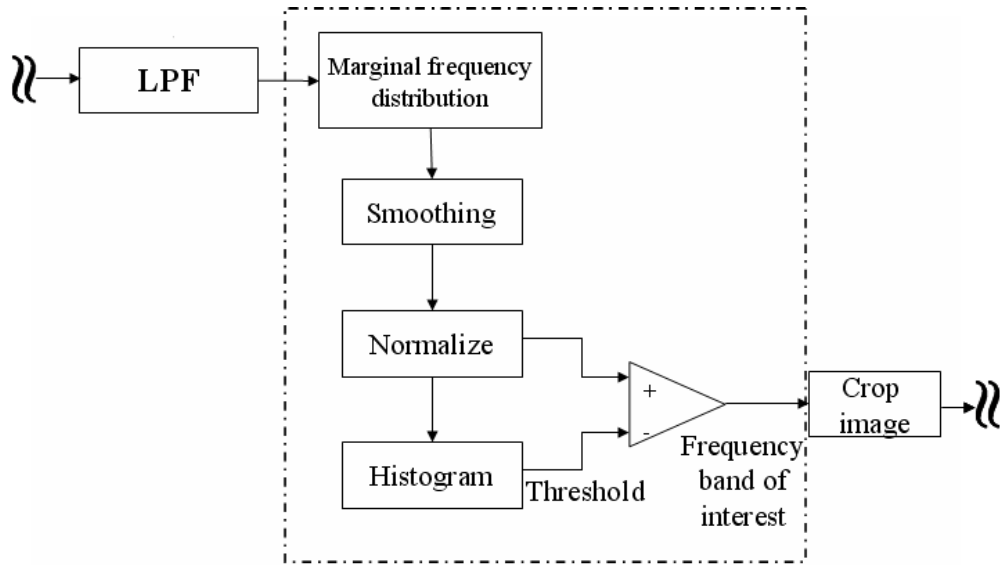 LPF
Marginal frequency
distribution
Smoothing
Normalize
+
-
Histogram
Threshold
Frequency
band of
interest
Crop
image